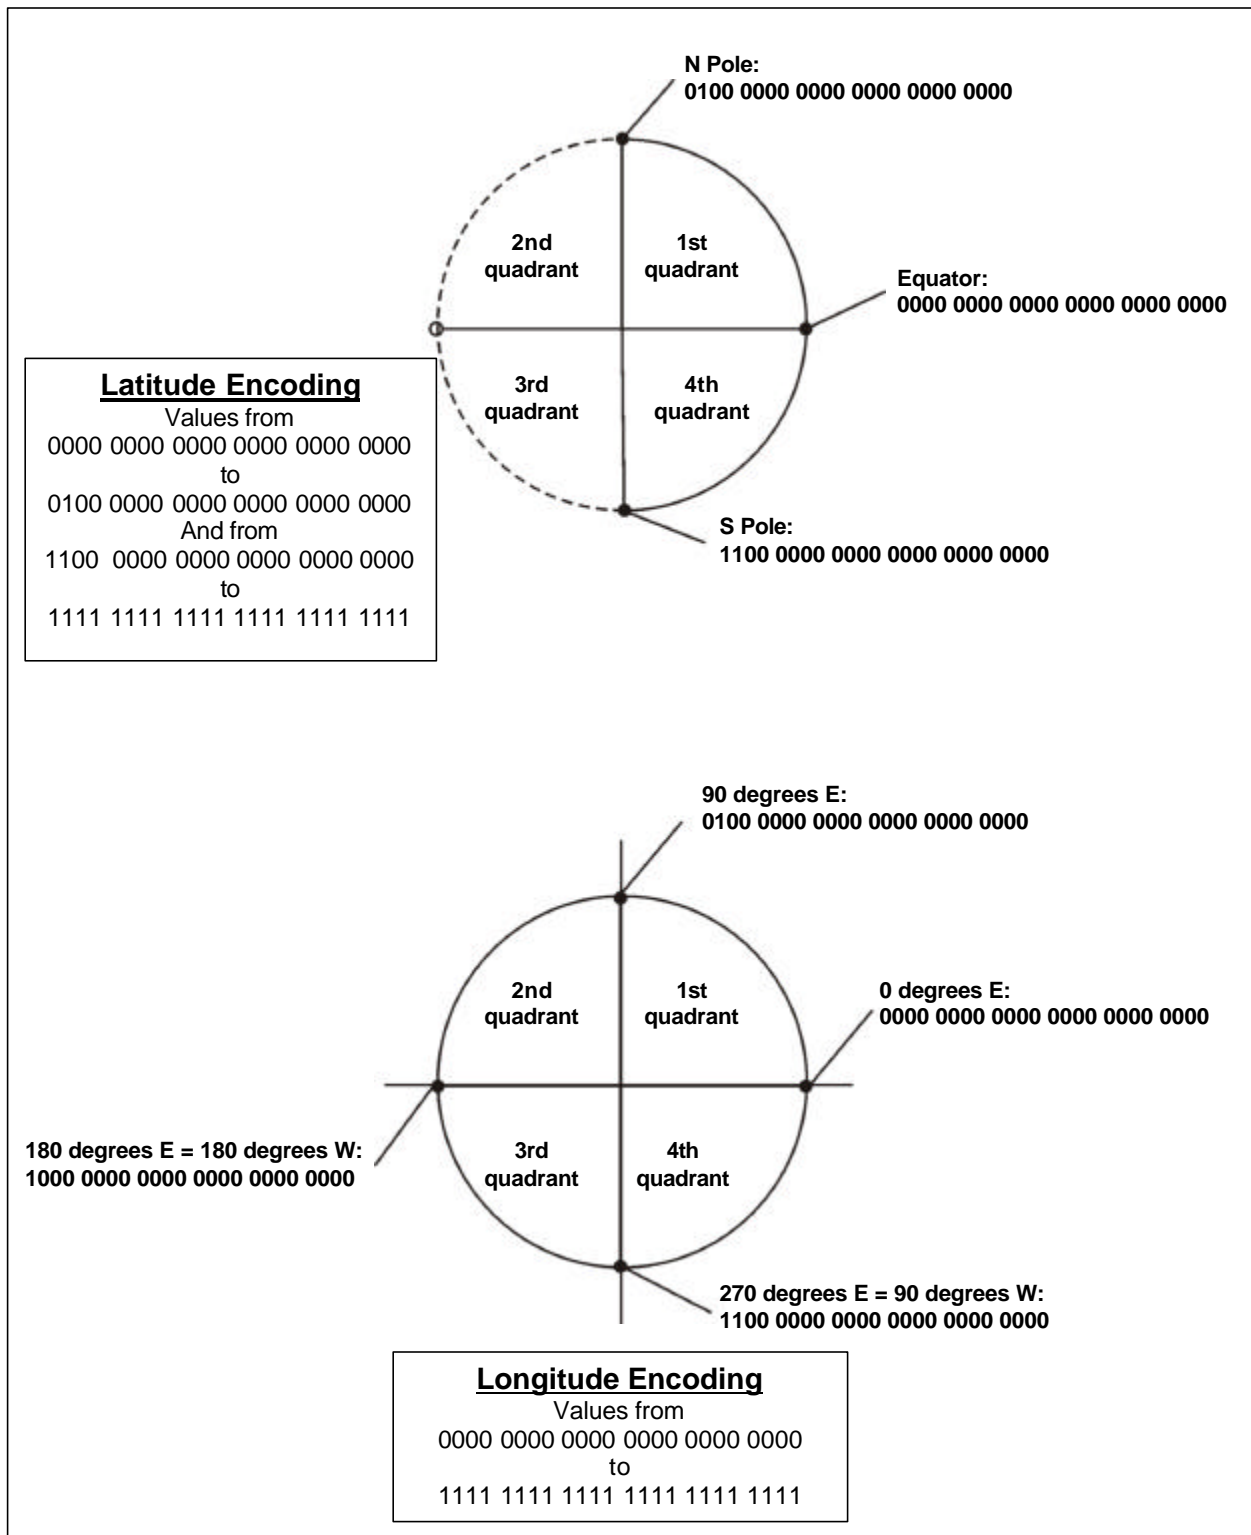 N Pole:
0100 0000 0000 0000 0000 0000
2nd
quadrant
1st
quadrant
Equator:
0000 0000 0000 0000 0000 0000
3rd
quadrant
4th
quadrant
S Pole:
1100 0000 0000 0000 0000 0000
Latitude Encoding
Values from
0000 0000 0000 0000 0000 0000
to
0100 0000 0000 0000 0000 0000
And from
1100 0000 0000 0000 0000 0000
to
1111 1111 1111 1111 1111 1111
90 degrees E:
0100 0000 0000 0000 0000 0000
2nd
quadrant
1st
quadrant
0 degrees E:
0000 0000 0000 0000 0000 0000
180 degrees E = 180 degrees W:
1000 0000 0000 0000 0000 0000
3rd
quadrant
4th
quadrant
270 degrees E = 90 degrees W:
1100 0000 0000 0000 0000 0000
Longitude Encoding
Values from
0000 0000 0000 0000 0000 0000
to
1111 1111 1111 1111 1111 1111